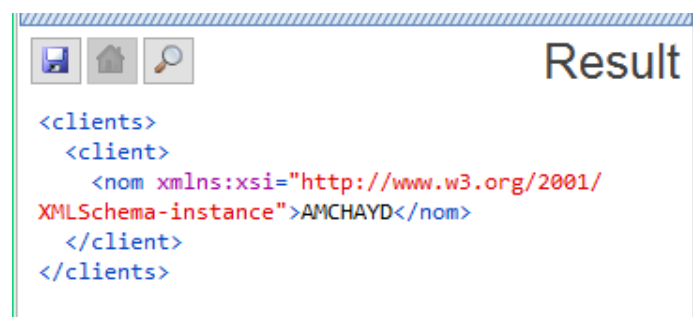 Result
<clients>
<client>
<nom xmlns:xsi="http://www.w3.org/2001/
XMLSchema-instance">AMCHAYD</nom>
</client>
</clients>